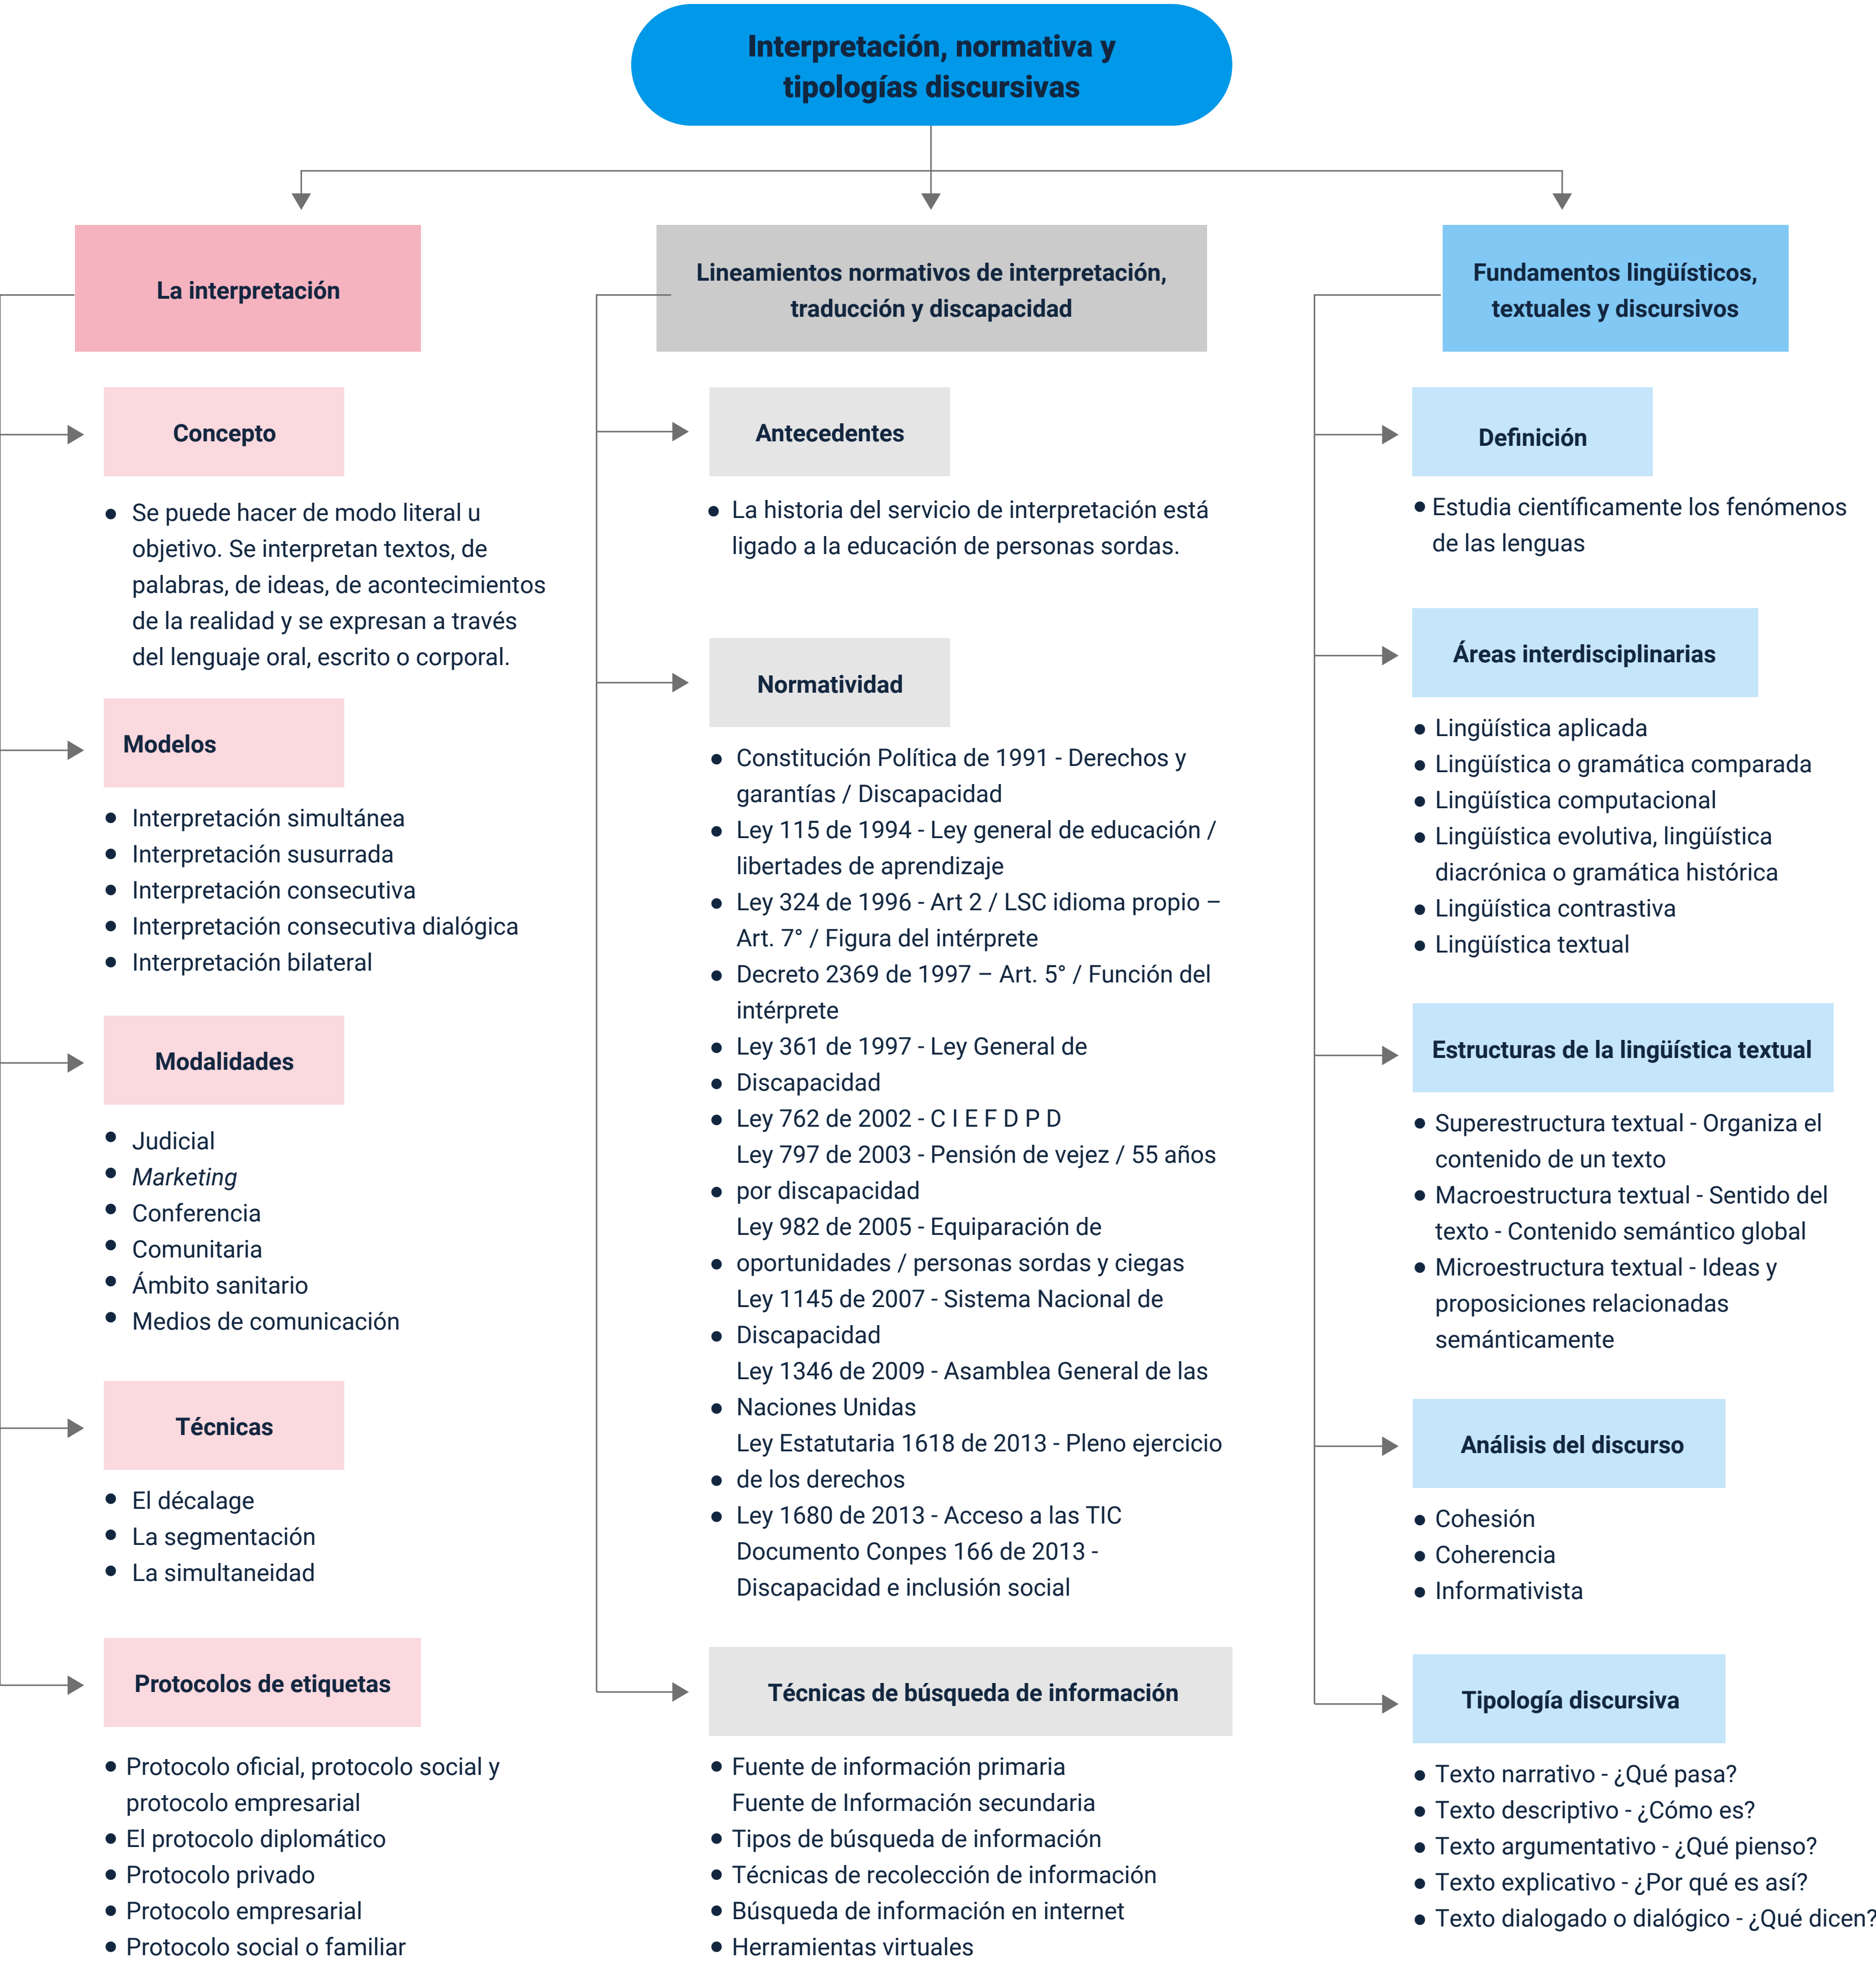 Interpretación, normativa y
tipologías discursivas
La interpretación
Concepto
Se puede hacer de modo literal u
objetivo. Se interpretan textos, de
palabras, de ideas, de acontecimientos
de la realidad y se expresan a través
del lenguaje oral, escrito o corporal.
Modelos
Interpretación simultánea
Interpretación susurrada
Interpretación consecutiva
Interpretación consecutiva dialógica
Interpretación bilateral
Modalidades
Judicial
Marketing
Conferencia
Comunitaria
Ámbito sanitario
Medios de comunicación
Técnicas
El décalage
La segmentación
La simultaneidad
Protocolos de etiquetas
Protocolo oficial, protocolo social y
protocolo empresarial
El protocolo diplomático
Protocolo privado
Protocolo empresarial
Protocolo social o familiar
Lineamientos normativos de interpretación,
traducción y discapacidad
Antecedentes
La historia del servicio de interpretación está
ligado a la educación de personas sordas.
Normatividad
Constitución Política de 1991 - Derechos y
garantías / Discapacidad
Ley 115 de 1994 - Ley general de educación /
libertades de aprendizaje
Ley 324 de 1996 - Art 2 / LSC idioma propio –
Art. 7° / Figura del intérprete
Decreto 2369 de 1997 – Art. 5° / Función del
intérprete
Ley 361 de 1997 - Ley General de
Discapacidad
Ley 762 de 2002 - C I E F D P D
Ley 797 de 2003 - Pensión de vejez / 55 años
por discapacidad
Ley 982 de 2005 - Equiparación de
oportunidades / personas sordas y ciegas
Ley 1145 de 2007 - Sistema Nacional de
Discapacidad
Ley 1346 de 2009 - Asamblea General de las
Naciones Unidas
Ley Estatutaria 1618 de 2013 - Pleno ejercicio
de los derechos
Ley 1680 de 2013 - Acceso a las TIC
Documento Conpes 166 de 2013 -
Discapacidad e inclusión social
Técnicas de búsqueda de información
Fuente de información primaria
Fuente de Información secundaria
Tipos de búsqueda de información
Técnicas de recolección de información
Búsqueda de información en internet
Herramientas virtuales
Fundamentos lingüísticos,
textuales y discursivos
Definición
Estudia científicamente los fenómenos
de las lenguas
Áreas interdisciplinarias
Lingüística aplicada
Lingüística o gramática comparada
Lingüística computacional
Lingüística evolutiva, lingüística
diacrónica o gramática histórica
Lingüística contrastiva
Lingüística textual
Estructuras de la lingüística textual
Superestructura textual - Organiza el
contenido de un texto
Macroestructura textual - Sentido del
texto - Contenido semántico global
Microestructura textual - Ideas y
proposiciones relacionadas
semánticamente
Análisis del discurso
Cohesión
Coherencia
Informativista
Tipología discursiva
Texto narrativo - ¿Qué pasa?
Texto descriptivo - ¿Cómo es?
Texto argumentativo - ¿Qué pienso?
Texto explicativo - ¿Por qué es así?
Texto dialogado o dialógico - ¿Qué dicen?